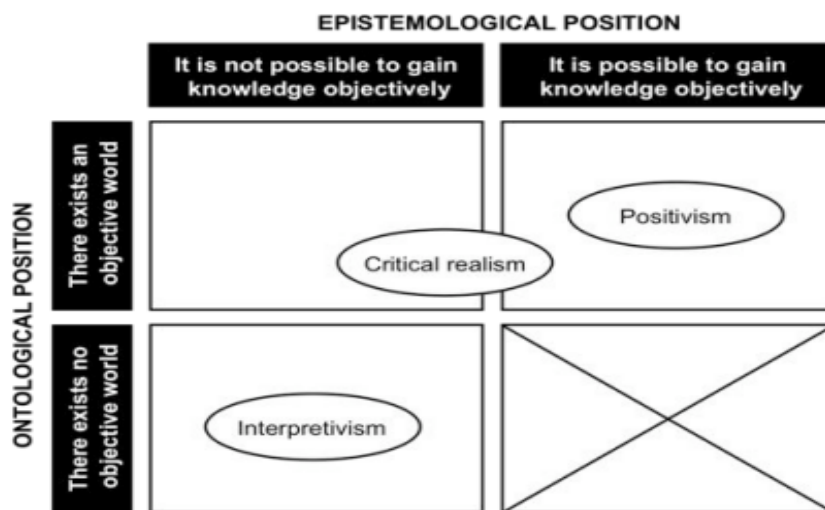 EPISTEMOLOGICAL POSITION
It is not possible to gain
knowledge objectively
It is possible to gain
knowledge objectively
ONTOLOGICAL POSITION
There exists an
objective world
Positivism
Critical realism
There exists no
objective world
Interpretivism